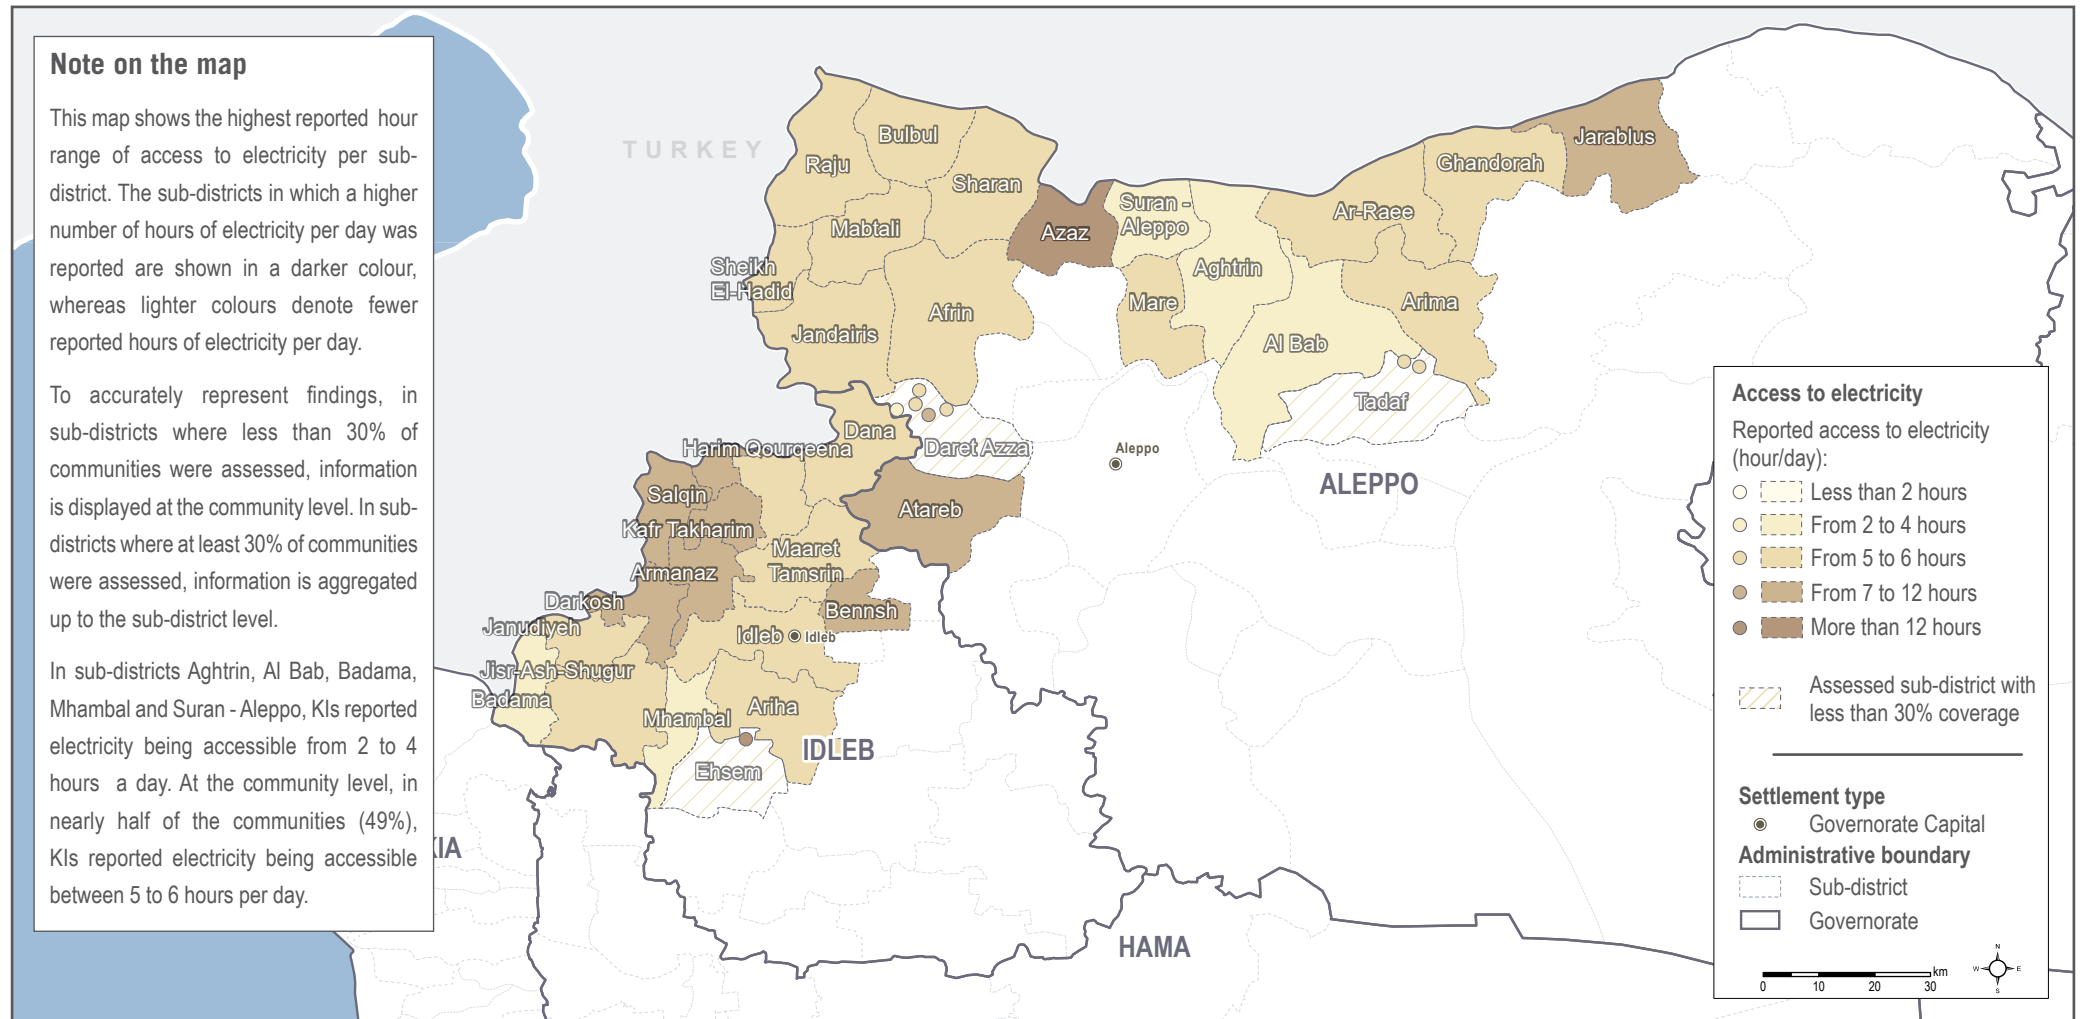 Note on the map
This map shows the highest reported hour
range of access to electricity per sub-
district. The sub-districts in which a higher
number of hours of electricity per day was
reported are shown in a darker colour,
whereas lighter colours denote fewer
reported hours of electricity per day.
To accurately represent findings, in
sub-districts where less than 30% of
communities were assessed, information
is displayed at the community level. In sub-
districts where at least 30% of communities
were assessed, information is aggregated
up to the sub-district level.
In sub-districts Aghtrin, Al Bab, Badama,
Mhambal and Suran - Aleppo, KIs reported
electricity being accessible from 2 to 4
hours a day. At the community level, in
nearly half of the communities (49%),
KIs reported electricity being accessible
between 5 to 6 hours per day.
TURKEY
Bulbul
Raju
Sharan
Mabtali
Sheikh
El-Hadid
Jandairis
Afrin
Azaz
Suran -
Aleppo
Aghtrin
Mare
Al Bab
Ar-Raee
Ghandorah
Jarablus
Arima
Tadaf
Dana
Daret Azza
Harim Qourqeena
Salqin
Kafr Takharim
Armanaz
Atareb
Maaret
Tamsrin
Darkosh
Janudiyeh
Bennsh
Idleb
Idleb
Jisr-Ash-Shugur
Badama
Mhambal
Ariha
Ehsem
IDLEB
Aleppo
ALEPPO
KIA
HAMA
Access to electricity
Reported access to electricity
(hour/day):
Less than 2 hours
From 2 to 4 hours
From 5 to 6 hours
From 7 to 12 hours
More than 12 hours
Assessed sub-district with
less than 30% coverage
Settlement type
Governorate Capital
Administrative boundary
Sub-district
Governorate
N
W E
S
km
0 10 20 30